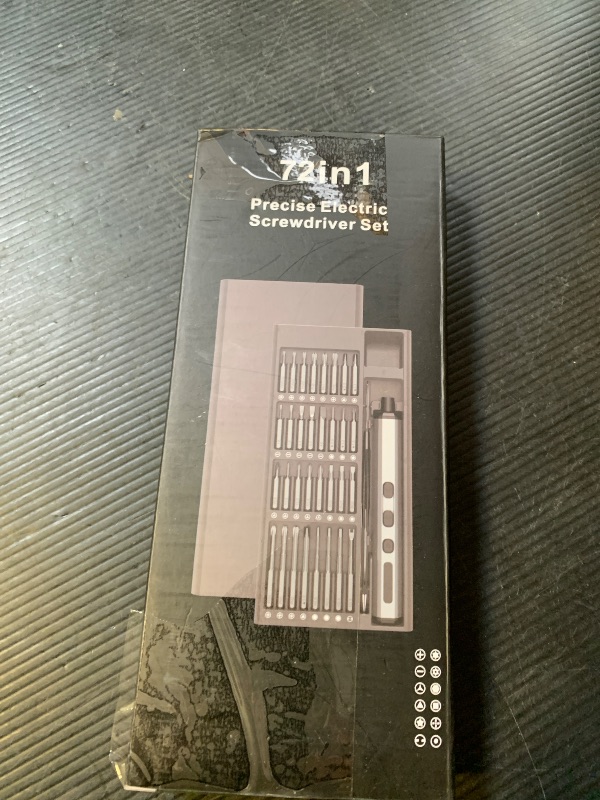 72in1
Precise Electric
Screwdriver Set